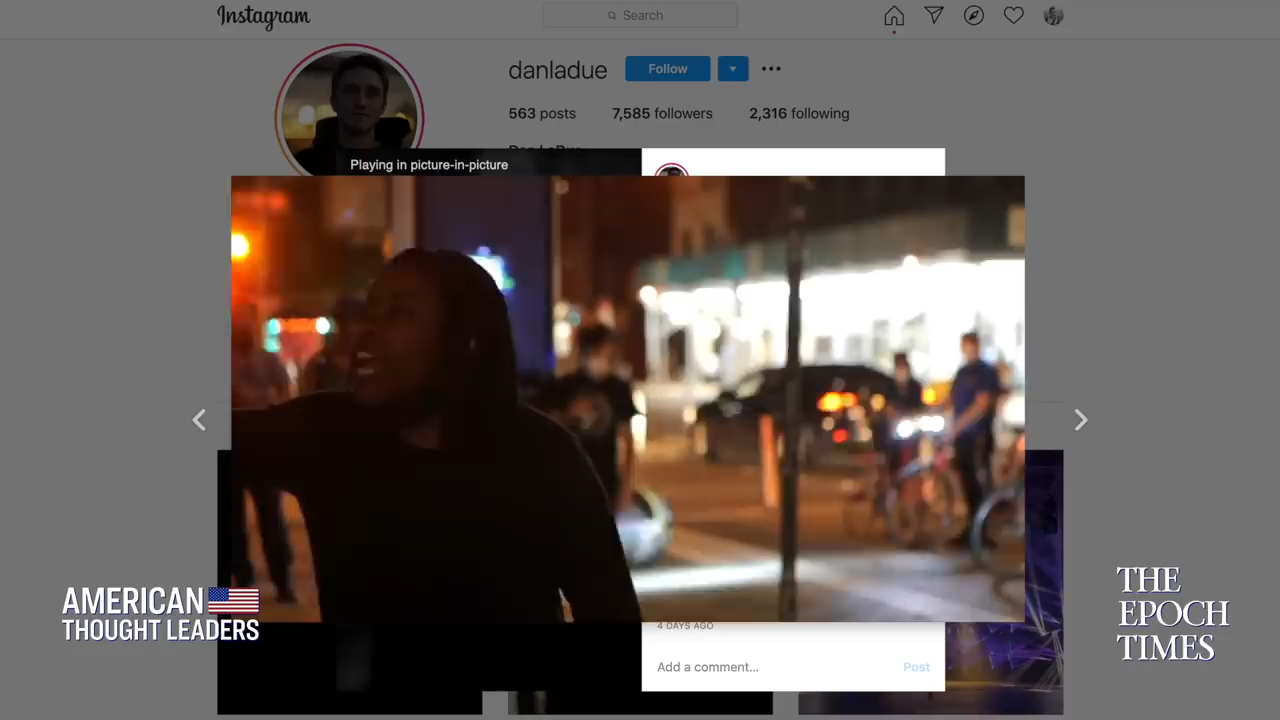 Instagram
Search
danladue
Follow
563 posts
7,585 followers
2,316 following
Playing in picture-in-picture
4 DAYS AGO
Add a comment...
Post
AMERICAN
THOUGHT LEADERS
THE
EPOCH
TIMES